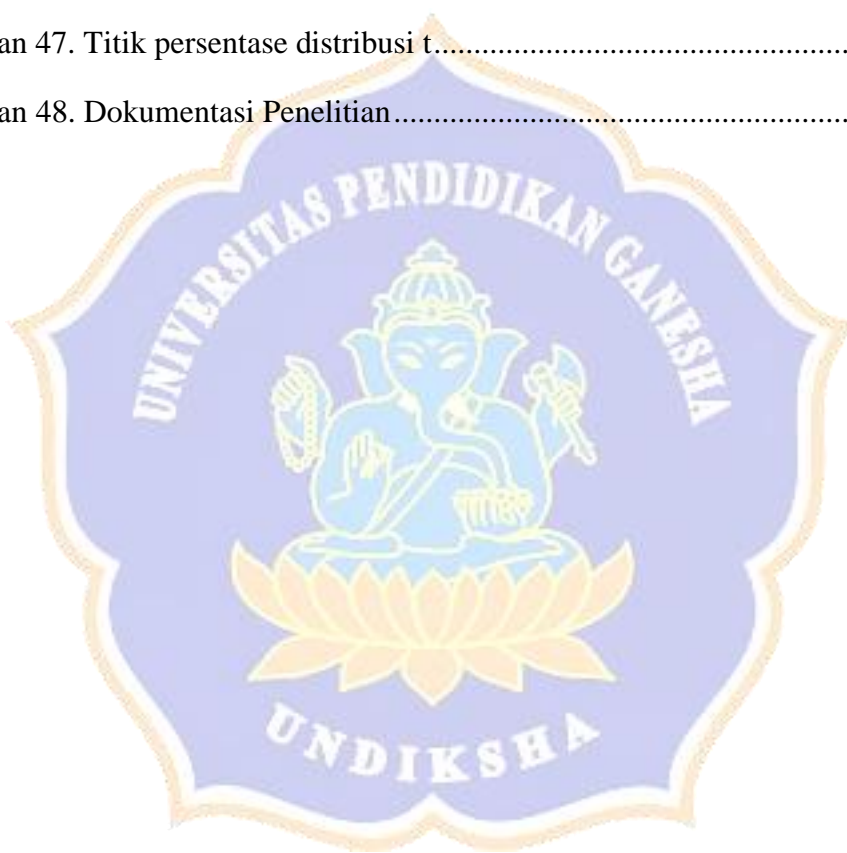 an 47. Titik persentase distribusi t..........................................................
an 48. Dokumentasi Penelitian................................................................
UNIVERSITAS PENDIDIKAN GANESHA
UNDIKSHA